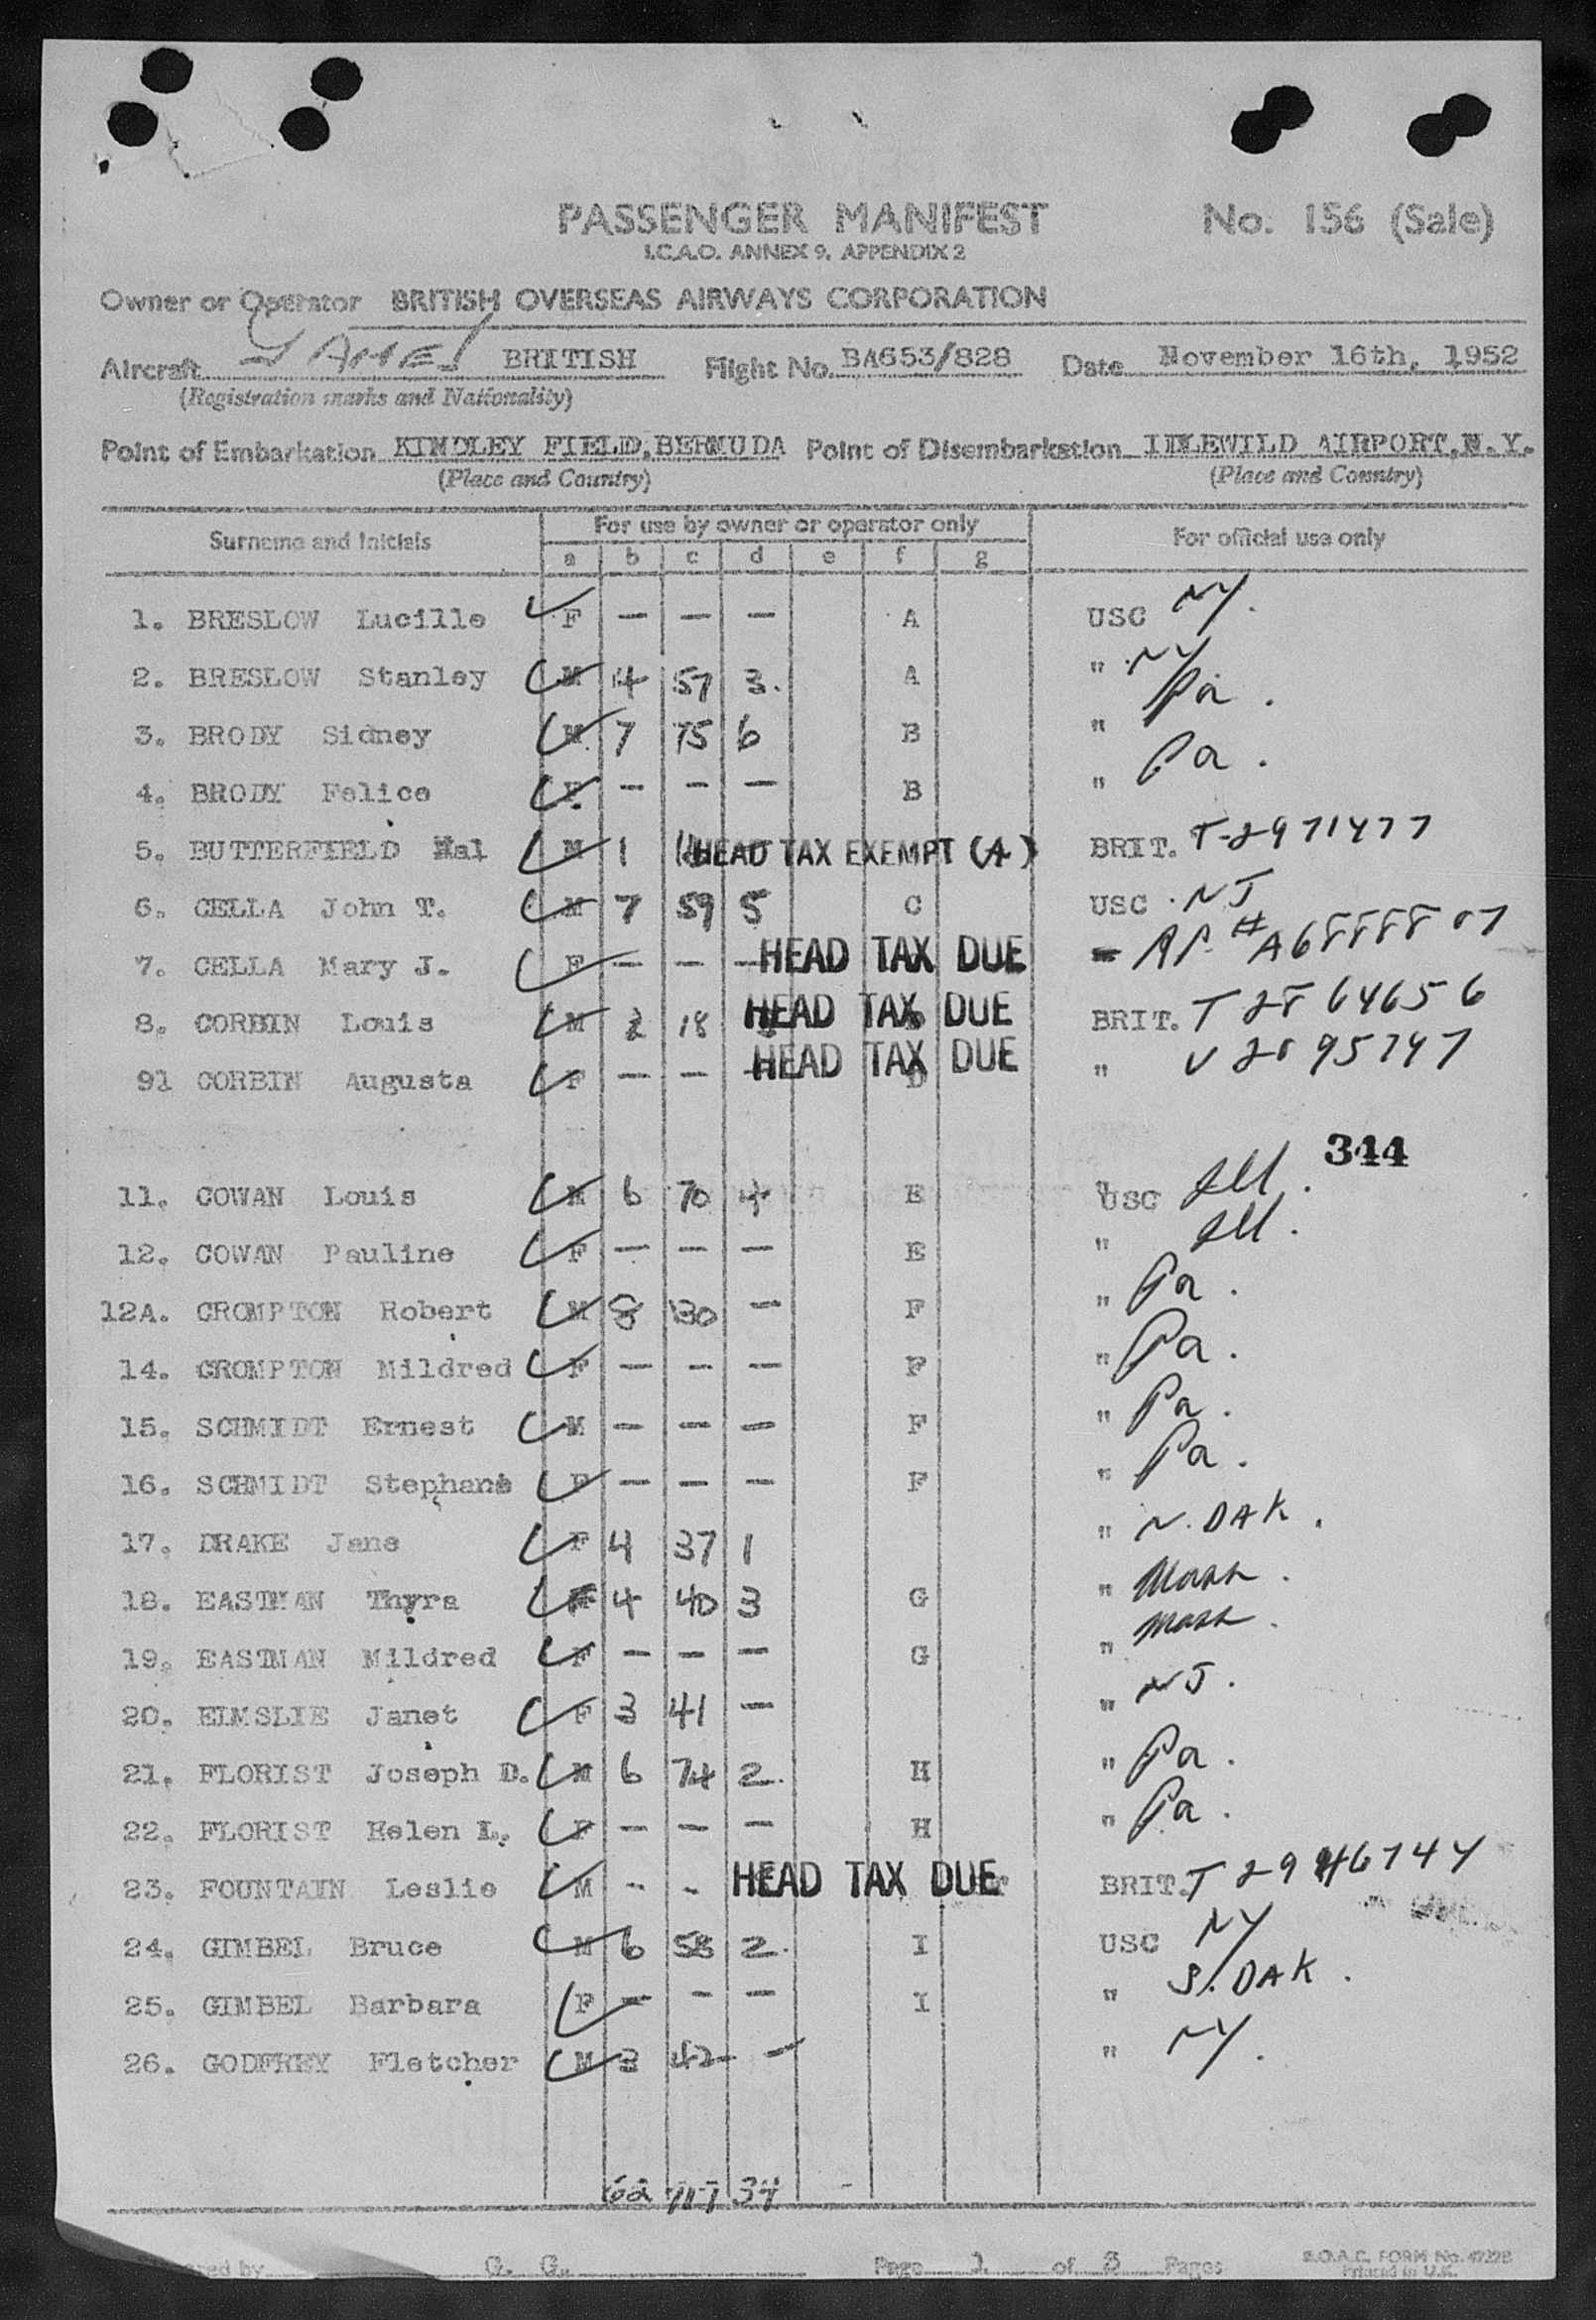 PASSENGER MANIFEST No. 156 (Sale)
I.C.A.O. ANNEX 9, APPENDIX 2
Owner or Operator BRITISH OVERSEAS AIRWAYS CORPORATION
Aircraft BRITISH Flight No. BA653/828 Date November 16th, 1952
(Registration marks and Nationality)
Point of Embarkation KINDLEY FIELD, BERMUDA Point of Disembarkation IDLEWILD AIRPORT, N.Y.
(Place and Country) (Place and Country)
Surname and Initials For use by owner or operator only For official use only
a b c d e f g
1. BRESLOW Lucille F — — — A USC NY.
2. BRESLOW Stanley M 4 57 3. A " NY
3. BRODY Sidney M 7 75 6 B " Pa.
4. BRODY Felice F — — — B " Pa.
5. BUTTERFIELD Hal M 1 HEAD TAX EXEMPT (A) BRIT. T-2971477
6. CELLA John T. M 7 59 5 C USC NJ
7. CELLA Mary J. F — — — HEAD TAX DUE
8. CORBIN Louis M 2 18 HEAD TAX DUE BRIT. T 2864656
91 CORBIN Augusta F — — HEAD TAX DUE D " V 2095747
344
11. COWAN Louis M 6 70 4 E USC Ill.
12. COWAN Pauline F — — — E " Ill.
12A. CROMPTON Robert M 8 130 — F " Pa.
14. CROMPTON Mildred F — — — F " Pa.
15. SCHMIDT Ernest M — — — F " Pa.
16. SCHMIDT Stephane F — — — F " Pa.
17. DRAKE Jane F 4 37 1 " N. DAK.
18. EASTMAN Thyra F 4 40 3 G " Mass.
19. EASTMAN Mildred F — — — G " Mass.
20. ELMSLIE Janet F 3 41 — " NJ.
21. FLORIST Joseph D. M 6 74 2. H " Pa.
22. FLORIST Helen L. F — — — H " Pa.
23. FOUNTAIN Leslie M - - HEAD TAX DUE BRIT. T 2946744
24. GIMBEL Bruce M 6 58 2. I USC NY
25. GIMBEL Barbara F — — — I " S. DAK.
26. GODFREY Fletcher M 3 42 — " NY.
62 34
by G. G. Page 1 of 3 Pages
B.O.A.C. FORM No.
Printed in U.K.